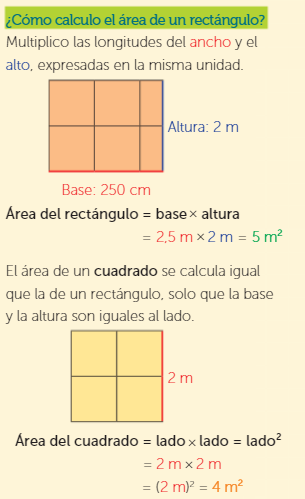 ¿Cómo calculo el área de un rectángulo?
Multiplico las longitudes del ancho y el
alto, expresadas en la misma unidad.
Altura: 2 m
Base: 250 cm
Área del rectángulo = base × altura
= 2,5 m × 2 m = 5 m²
El área de un cuadrado se calcula igual
que la de un rectángulo, solo que la base
y la altura son iguales al lado.
2 m
Área del cuadrado = lado × lado = lado²
= 2 m × 2 m
= (2 m)² = 4 m²